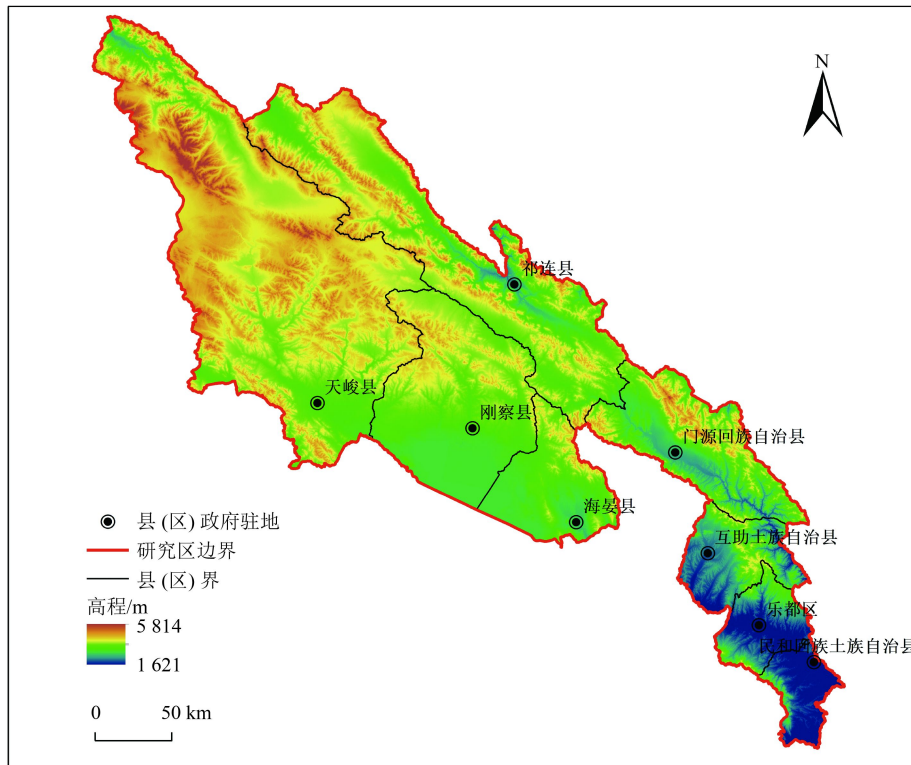 N
祁连县
天峻县
刚察县
门源回族自治县
海晏县
互助土族自治县
乐都区
民和回族土族自治县
县 (区) 政府驻地
研究区边界
县 (区) 界
高程/m
5 814
1 621
0 50 km